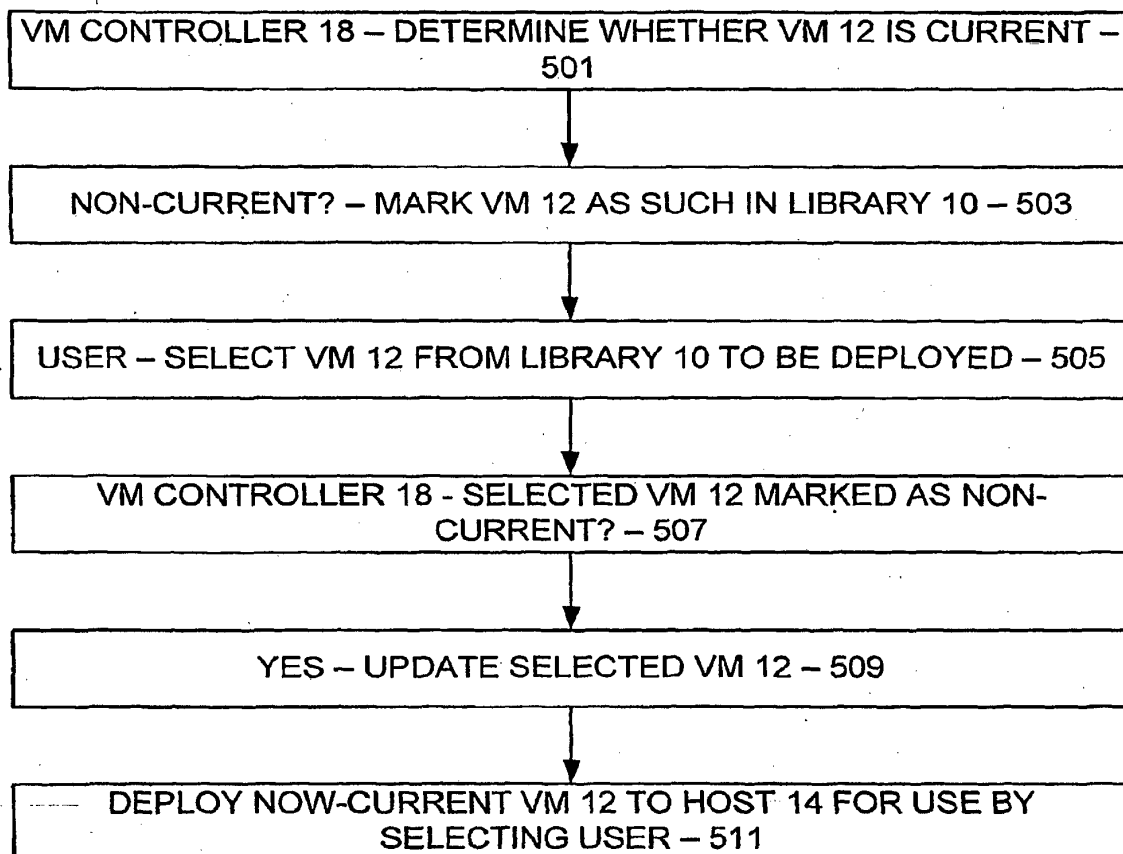 VM CONTROLLER 18 – DETERMINE WHETHER VM 12 IS CURRENT –
501
NON-CURRENT? – MARK VM 12 AS SUCH IN LIBRARY 10 – 503
USER – SELECT VM 12 FROM LIBRARY 10 TO BE DEPLOYED – 505
VM CONTROLLER 18 - SELECTED VM 12 MARKED AS NON-
CURRENT? – 507
YES – UPDATE SELECTED VM 12 – 509
DEPLOY NOW-CURRENT VM 12 TO HOST 14 FOR USE BY
SELECTING USER – 511